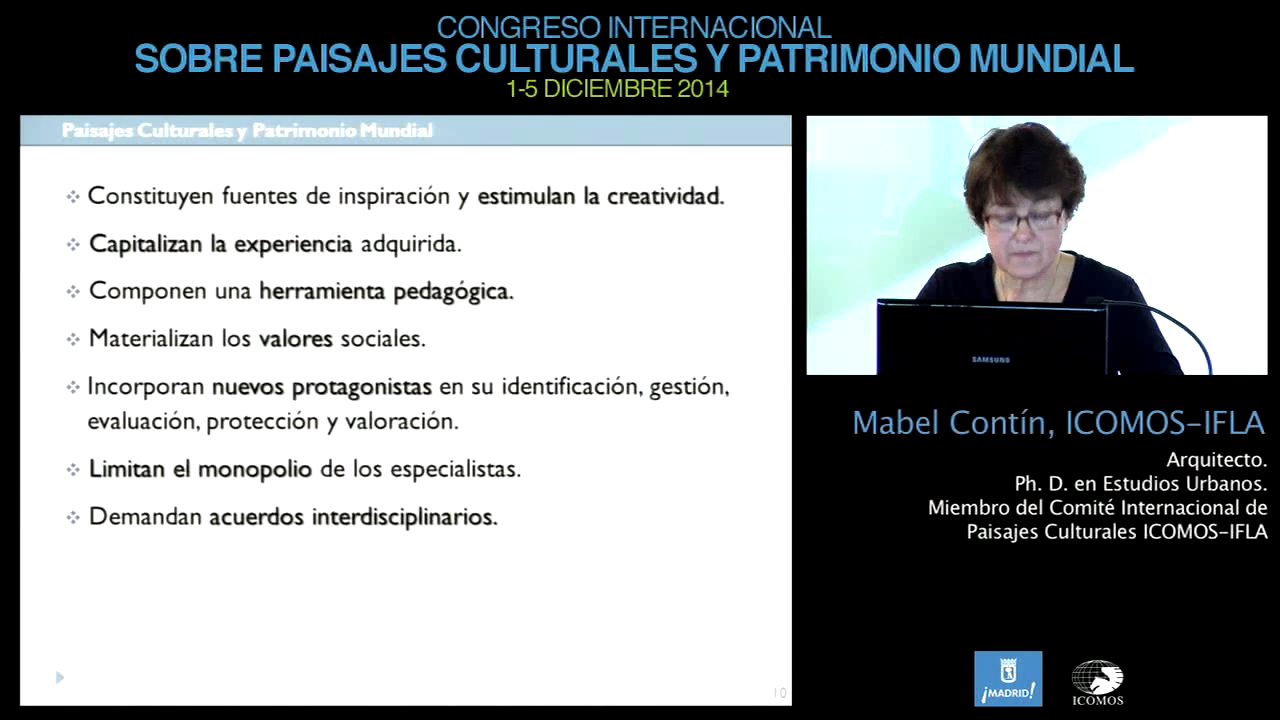 CONGRESO INTERNACIONAL
SOBRE PAISAJES CULTURALES Y PATRIMONIO MUNDIAL
1-5 DICIEMBRE 2014
Paisajes Culturales y Patrimonio Mundial
Constituyen fuentes de inspiración y estimulan la creatividad.
Capitalizan la experiencia adquirida.
Componen una herramienta pedagógica.
Materializan los valores sociales.
Incorporan nuevos protagonistas en su identificación, gestión,
evaluación, protección y valoración.
Limitan el monopolio de los especialistas.
Demandan acuerdos interdisciplinarios.
10
SAMSUNG
Mabel Contín, ICOMOS-IFLA
Arquitecto.
Ph. D. en Estudios Urbanos.
Miembro del Comité Internacional de
Paisajes Culturales ICOMOS-IFLA
¡MADRID!
ICOMOS